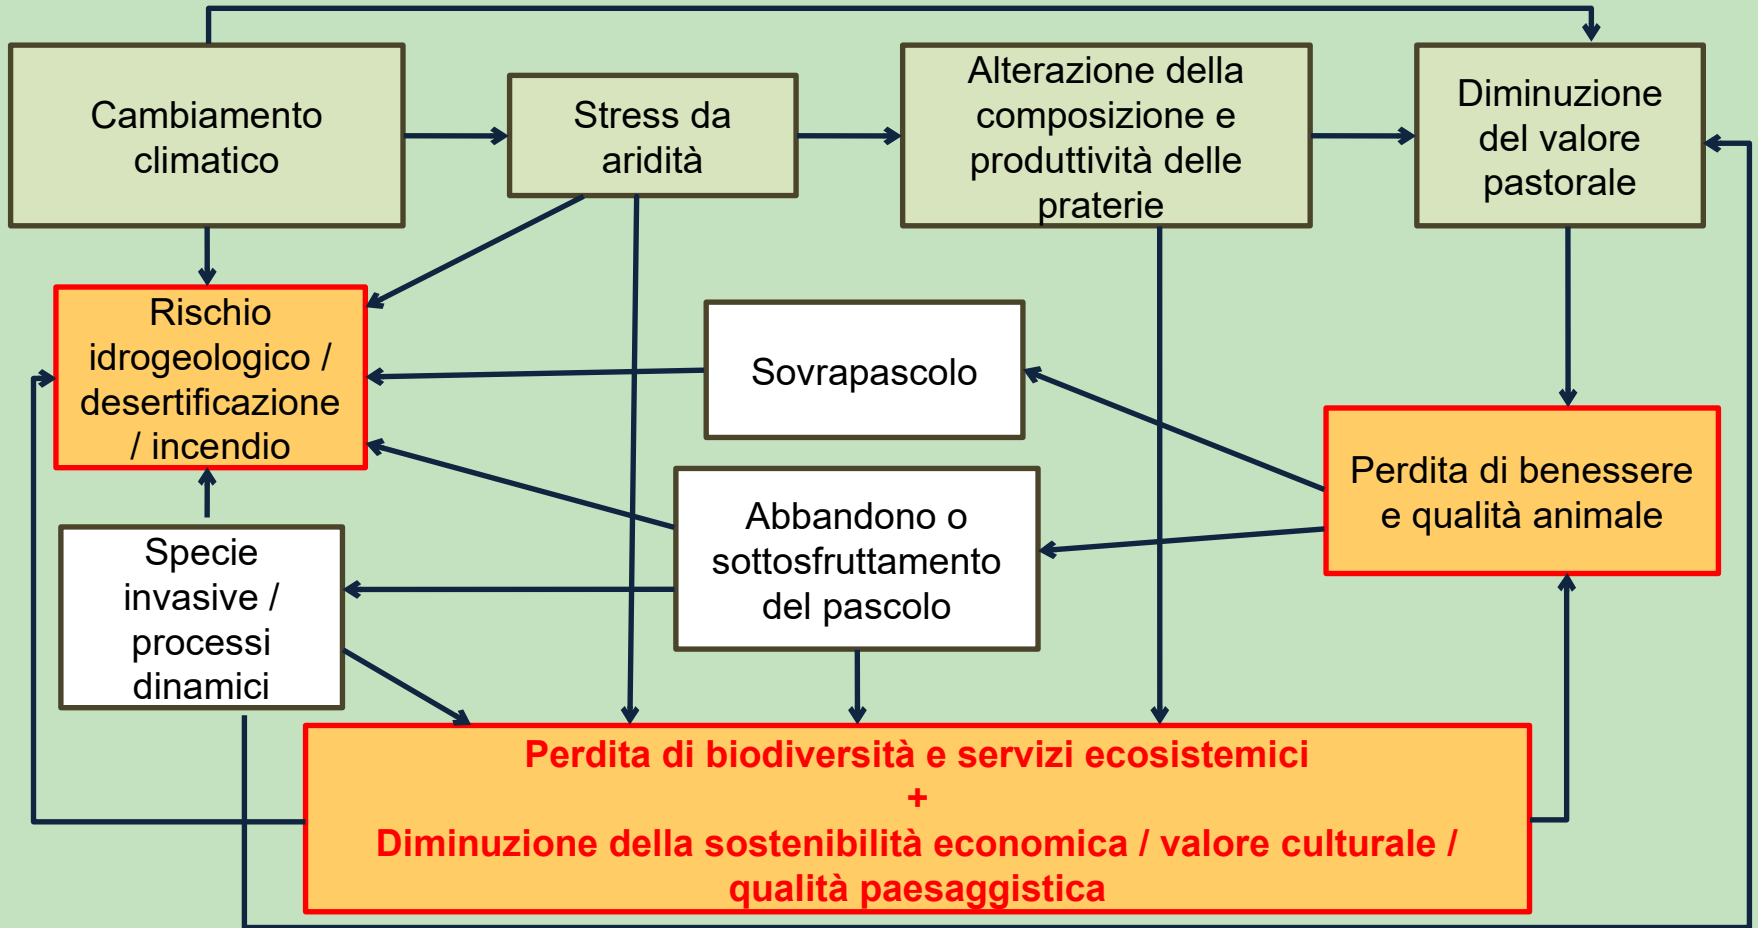 Cambiamento
climatico
Stress da
aridità
Alterazione della
composizione e
produttività delle
praterie
Diminuzione
del valore
pastorale
Rischio
idrogeologico /
desertificazione
/ incendio
Sovrapascolo
Perdita di benessere
e qualità animale
Abbandono o
sottosfruttamento
del pascolo
Specie
invasive /
processi
dinamici
Perdita di biodiversità e servizi ecosistemici
+
Diminuzione della sostenibilità economica / valore culturale /
qualità paesaggistica